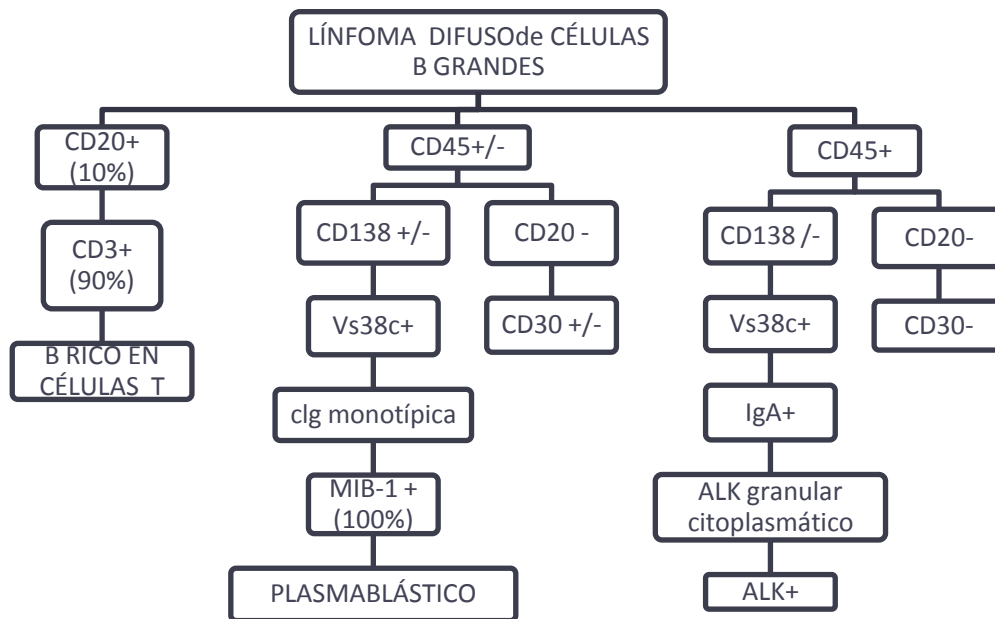 LÍNFOMA DIFUSOde CÉLULAS
B GRANDES
CD20+
(10%)
CD3+
(90%)
B RICO EN
CÉLULAS T
CD45+/-
CD138 +/-
Vs38c+
cIg monotípica
MIB-1 +
(100%)
PLASMABLÁSTICO
CD20 -
CD30 +/-
CD45+
CD138 /-
Vs38c+
IgA+
ALK granular
citoplasmático
ALK+
CD20-
CD30-